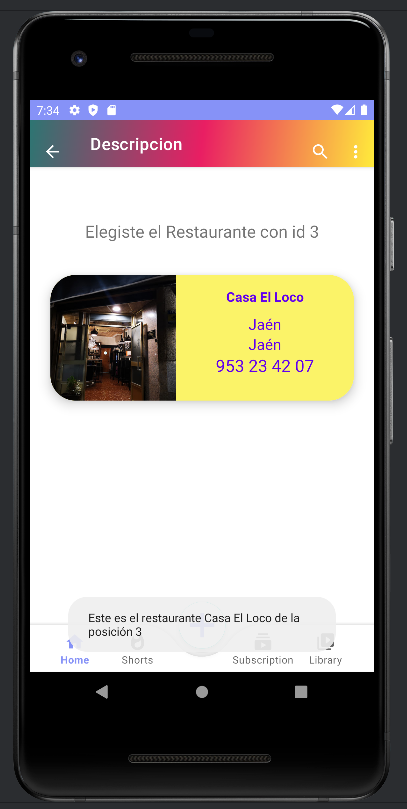 7:34
Descripcion
Elegiste el Restaurante con id 3
Casa El Loco
Jaén
Jaén
953 23 42 07
Este es el restaurante Casa El Loco de la
posición 3
Home
Shorts
Subscription
Library